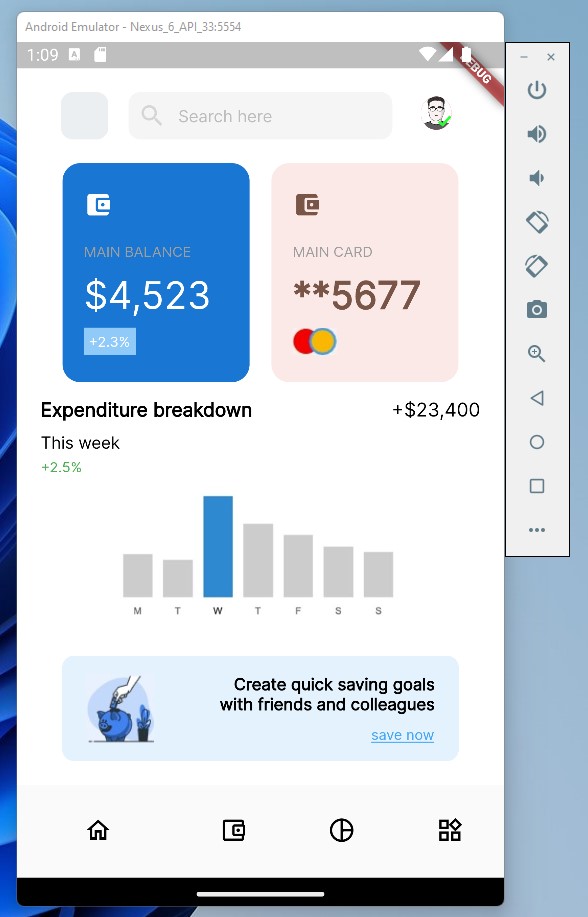 Android Emulator - Nexus_6_API_33:5554
1:09 A
DEBUG
Search here
MAIN BALANCE
$4,523
+2.3%
MAIN CARD
**5677
Expenditure breakdown +$23,400
This week
+2.5%
M T W T F S S
Create quick saving goals
with friends and colleagues
save now